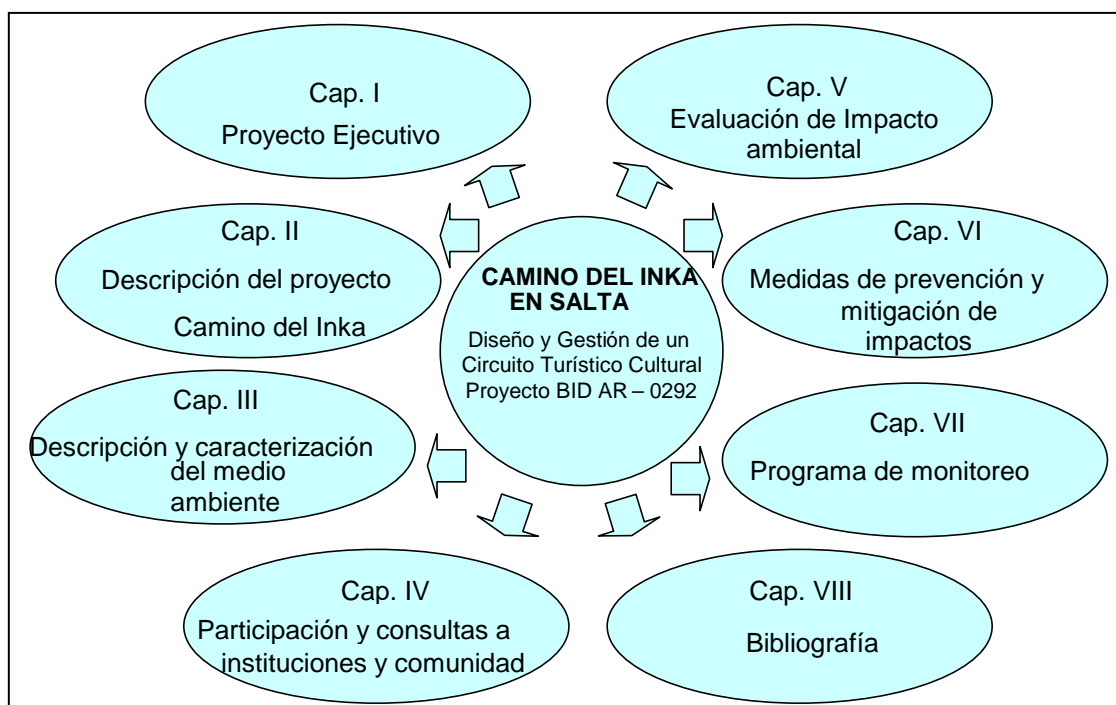 Cap. I
Proyecto Ejecutivo
Cap. II
Descripción del proyecto
Camino del Inka
Cap. III
Descripción y caracterización
del medio
ambiente
Cap. IV
Participación y consultas a
instituciones y comunidad
CAMINO DEL INKA
EN SALTA
Diseño y Gestión de un
Circuito Turístico Cultural
Proyecto BID AR – 0292
Cap. V
Evaluación de Impacto
ambiental
Cap. VI
Medidas de prevención y
mitigación de
impactos
Cap. VII
Programa de monitoreo
Cap. VIII
Bibliografía